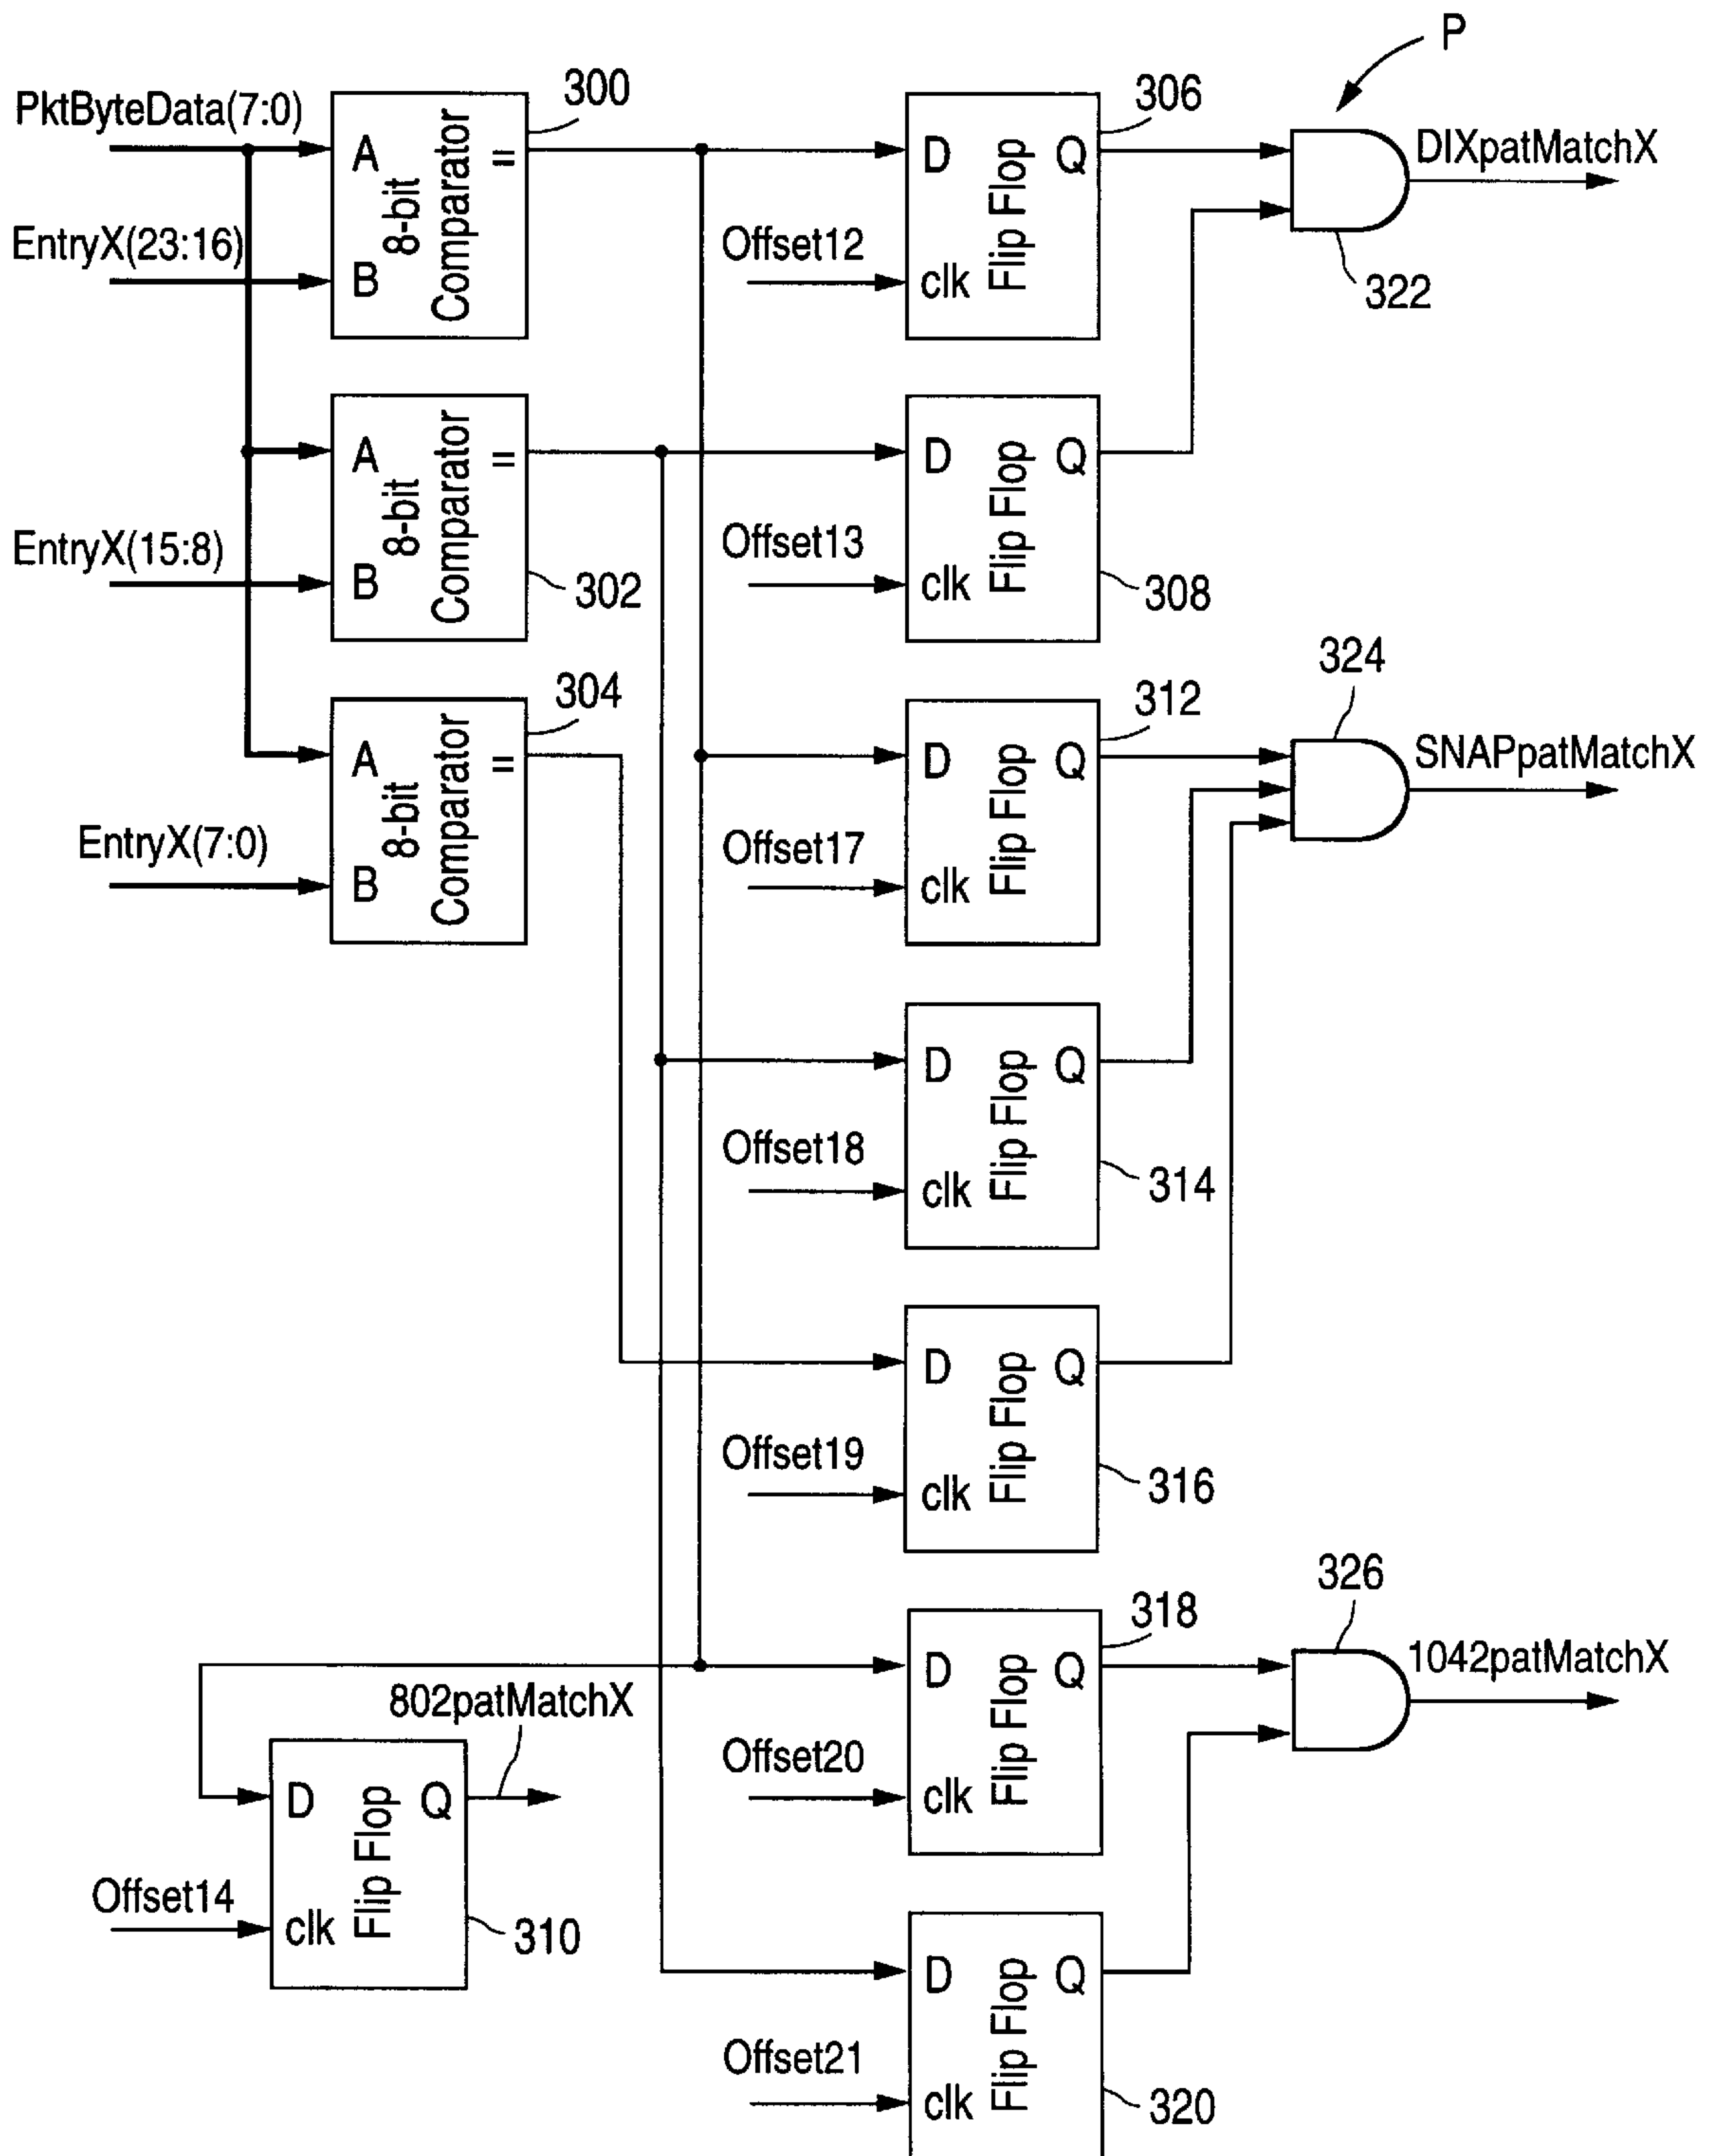 P
PktByteData(7:0)
EntryX(23:16)
A
B
=
8-bit
Comparator
300
D
Q
clk
Flip Flop
306
Offset12
DIXpatMatchX
322
EntryX(15:8)
A
B
=
8-bit
Comparator
302
D
Q
clk
Flip Flop
308
Offset13
EntryX(7:0)
A
B
=
8-bit
Comparator
304
D
Q
clk
Flip Flop
312
Offset17
324
SNAPpatMatchX
D
Q
clk
Flip Flop
314
Offset18
D
Q
clk
Flip Flop
316
Offset19
D
Q
clk
Flip Flop
318
Offset20
326
1042patMatchX
802patMatchX
D
Q
clk
Flip Flop
310
Offset14
D
Q
clk
Flip Flop
320
Offset21